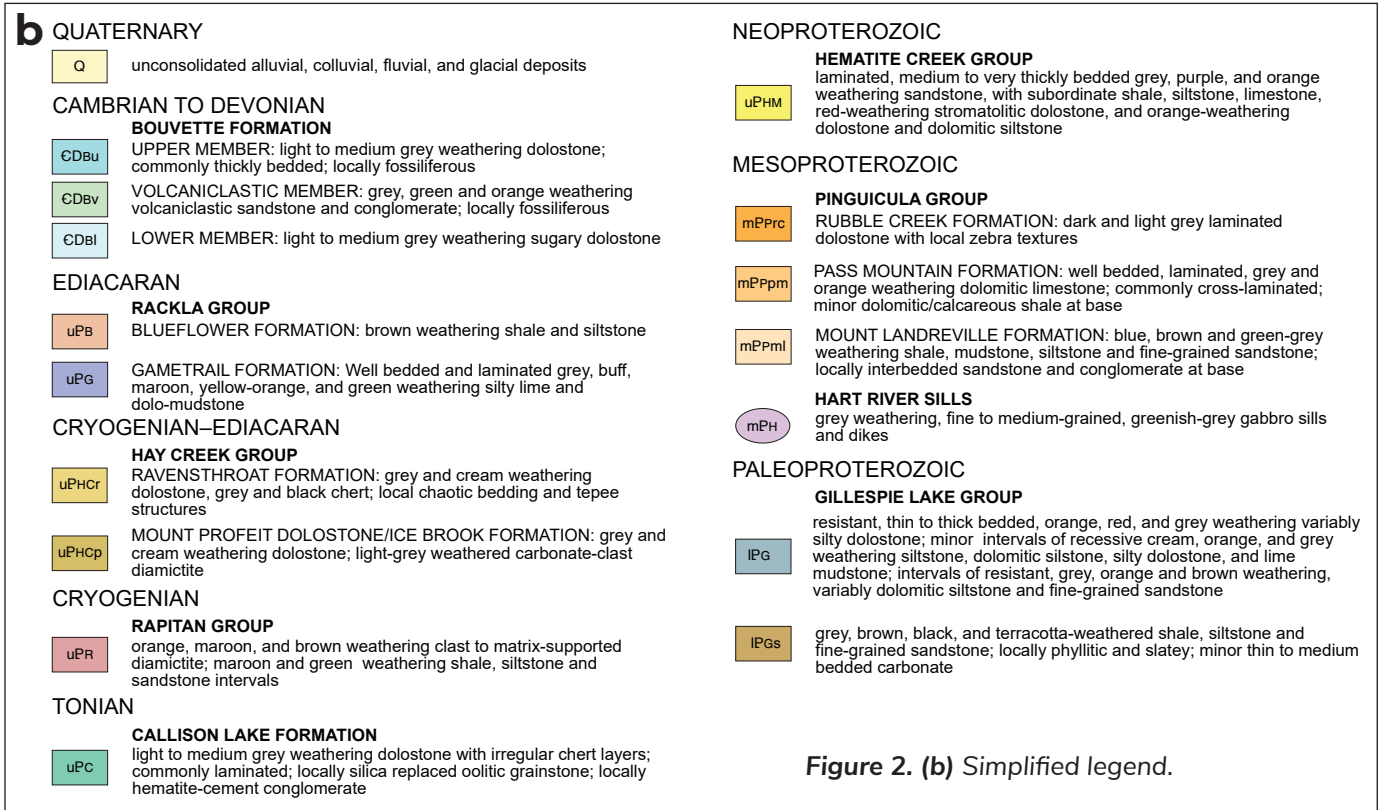 b QUATERNARY
Q unconsolidated alluvial, colluvial, fluvial, and glacial deposits
CAMBRIAN TO DEVONIAN
BOUVETTE FORMATION
ЄDBu UPPER MEMBER: light to medium grey weathering dolostone;
commonly thickly bedded; locally fossiliferous
ЄDBv VOLCANICLASTIC MEMBER: grey, green and orange weathering
volcaniclastic sandstone and conglomerate; locally fossiliferous
ЄDBl LOWER MEMBER: light to medium grey weathering sugary dolostone
EDIACARAN
RACKLA GROUP
uPB BLUEFLOWER FORMATION: brown weathering shale and siltstone
uPG GAMETRAIL FORMATION: Well bedded and laminated grey, buff,
maroon, yellow-orange, and green weathering silty lime and
dolo-mudstone
CRYOGENIAN–EDIACARAN
HAY CREEK GROUP
uPHCr RAVENSTHROAT FORMATION: grey and cream weathering
dolostone, grey and black chert; local chaotic bedding and tepee
structures
uPHCp MOUNT PROFEIT DOLOSTONE/ICE BROOK FORMATION: grey and
cream weathering dolostone; light-grey weathered carbonate-clast
diamictite
CRYOGENIAN
RAPITAN GROUP
uPR orange, maroon, and brown weathering clast to matrix-supported
diamictite; maroon and green weathering shale, siltstone and
sandstone intervals
TONIAN
CALLISON LAKE FORMATION
uPC light to medium grey weathering dolostone with irregular chert layers;
commonly laminated; locally silica replaced oolitic grainstone; locally
hematite-cement conglomerate
NEOPROTEROZOIC
HEMATITE CREEK GROUP
uPHM laminated, medium to very thickly bedded grey, purple, and orange
weathering sandstone, with subordinate shale, siltstone, limestone,
red-weathering stromatolitic dolostone, and orange-weathering
dolostone and dolomitic siltstone
MESOPROTEROZOIC
PINGUICULA GROUP
mPPrc RUBBLE CREEK FORMATION: dark and light grey laminated
dolostone with local zebra textures
mPPpm PASS MOUNTAIN FORMATION: well bedded, laminated, grey and
orange weathering dolomitic limestone; commonly cross-laminated;
minor dolomitic/calcareous shale at base
mPPml MOUNT LANDREVILLE FORMATION: blue, brown and green-grey
weathering shale, mudstone, siltstone and fine-grained sandstone;
locally interbedded sandstone and conglomerate at base
HART RIVER SILLS
mPH grey weathering, fine to medium-grained, greenish-grey gabbro sills
and dikes
PALEOPROTEROZOIC
GILLESPIE LAKE GROUP
lPG resistant, thin to thick bedded, orange, red, and grey weathering variably
silty dolostone; minor intervals of recessive cream, orange, and grey
weathering siltstone, dolomitic silstone, silty dolostone, and lime
mudstone; intervals of resistant, grey, orange and brown weathering,
variably dolomitic siltstone and fine-grained sandstone
lPGs grey, brown, black, and terracotta-weathered shale, siltstone and
fine-grained sandstone; locally phyllitic and slatey; minor thin to medium
bedded carbonate
Figure 2. (b) Simplified legend.